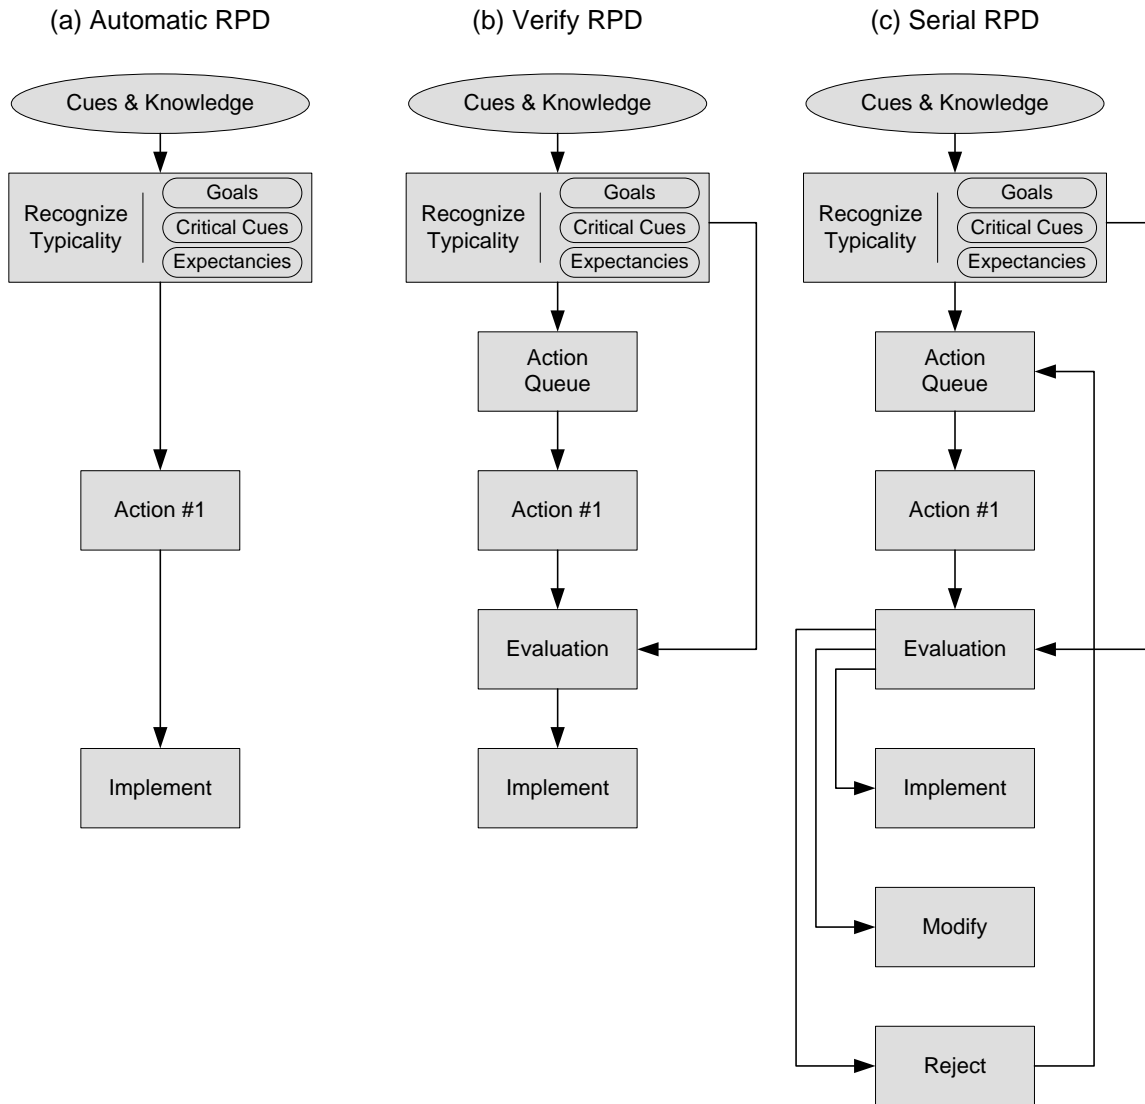 (a) Automatic RPD
Cues & Knowledge
Recognize
Typicality
Goals
Critical Cues
Expectancies
Action #1
Implement
(b) Verify RPD
Cues & Knowledge
Recognize
Typicality
Goals
Critical Cues
Expectancies
Action
Queue
Action #1
Evaluation
Implement
(c) Serial RPD
Cues & Knowledge
Recognize
Typicality
Goals
Critical Cues
Expectancies
Action
Queue
Action #1
Evaluation
Implement
Modify
Reject